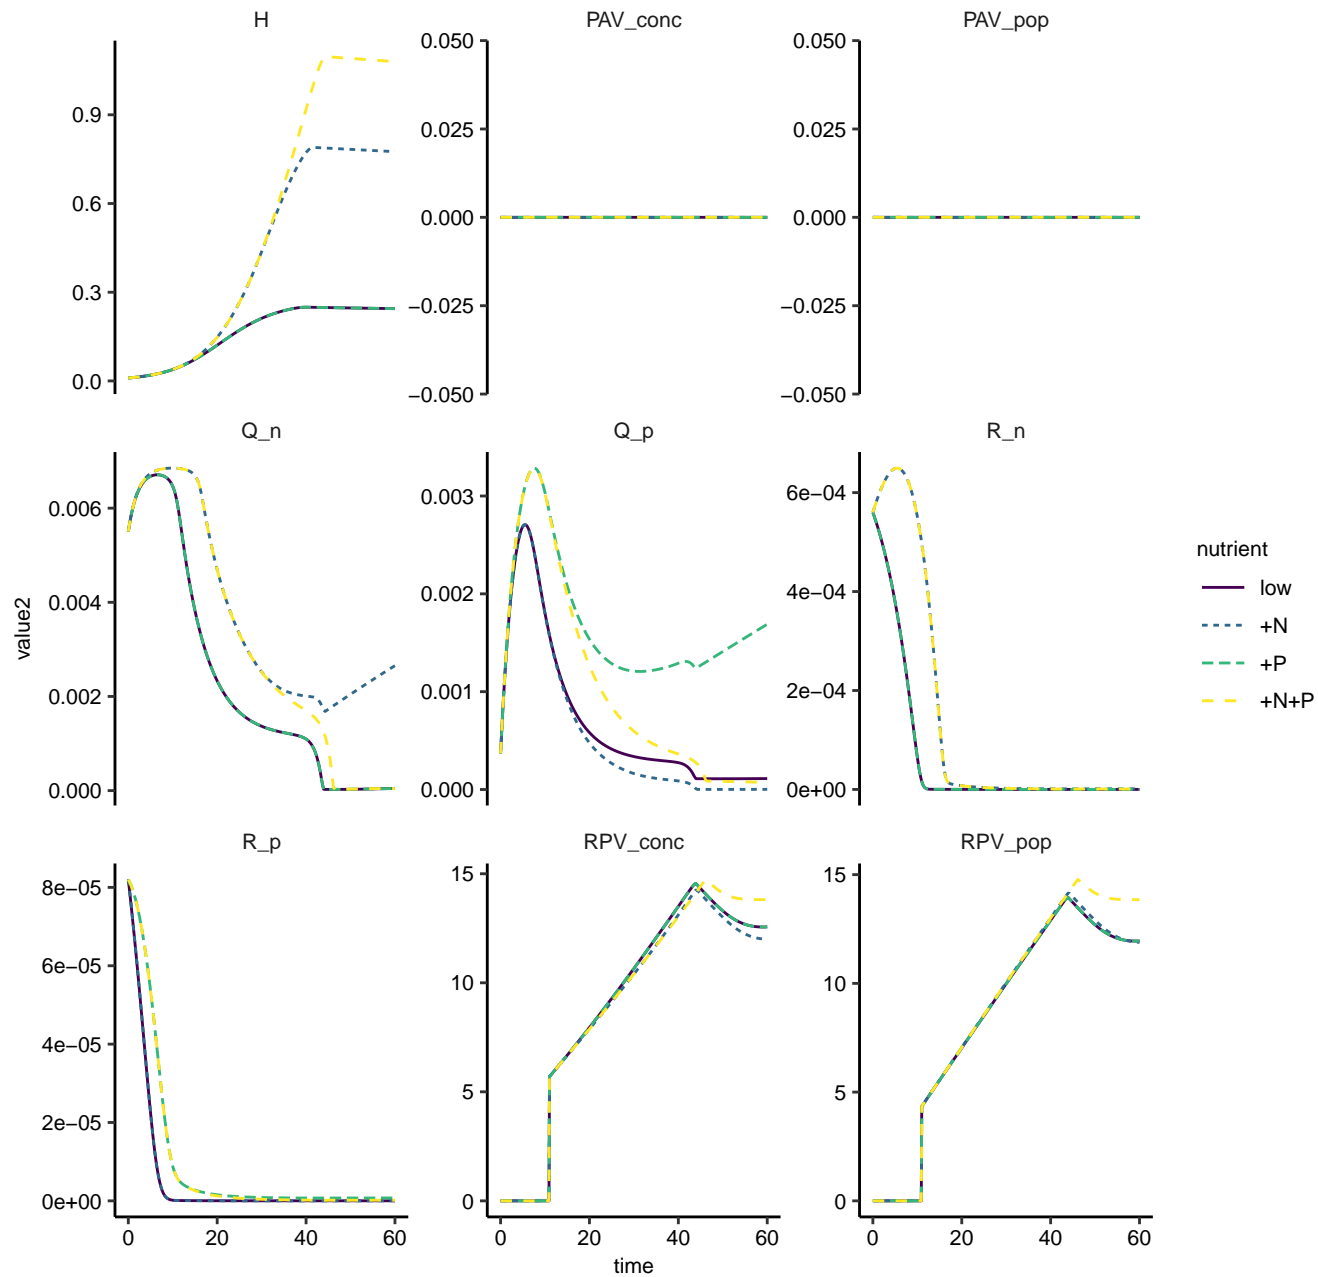 H
PAV_conc
PAV_pop
0.9
0.6
0.3
0.0
0.050
0.025
0.000
−0.025
−0.050
0.050
0.025
0.000
−0.025
−0.050
Q_n
Q_p
R_n
0.006
0.004
0.002
0.000
0.003
0.002
0.001
0.000
6e−04
4e−04
2e−04
0e+00
value2
nutrient
low
+N
+P
+N+P
R_p
RPV_conc
RPV_pop
8e−05
6e−05
4e−05
2e−05
0e+00
15
10
5
0
15
10
5
0
0 20 40 60
0 20 40 60
0 20 40 60
time